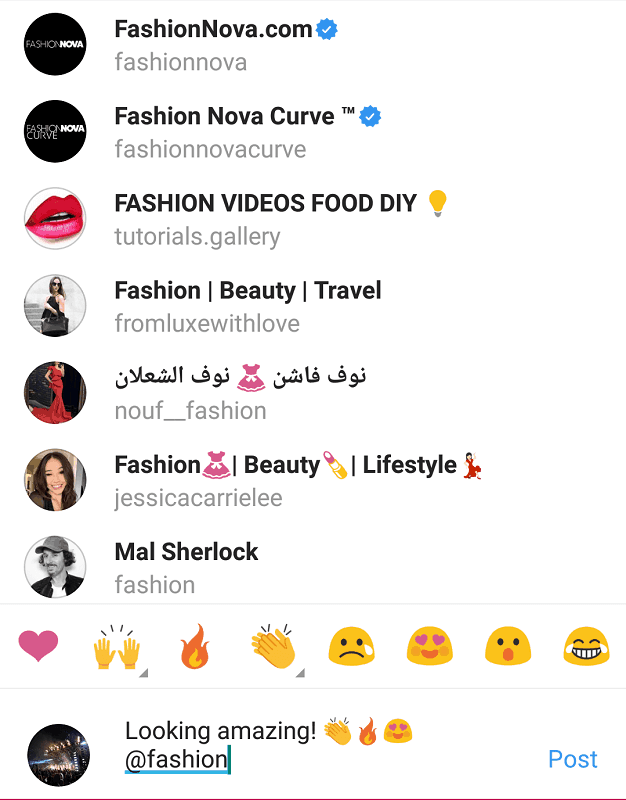 FASHIONNOVA
FashionNova.com
fashionnova
FASHIONNOVA
CURVE
Fashion Nova Curve ™
fashionnovacurve
FASHION VIDEOS FOOD DIY 💡
tutorials.gallery
Fashion | Beauty | Travel
fromluxewithlove
نوف فاشن 👗 نوف الشعلان
nouf__fashion
Fashion👗| Beauty💄| Lifestyle💃
jessicacarrielee
Mal Sherlock
fashion
❤️ 🙌 🔥 👏 😢 😍 😮 😂
Looking amazing! 👏🔥😍
@fashion
Post